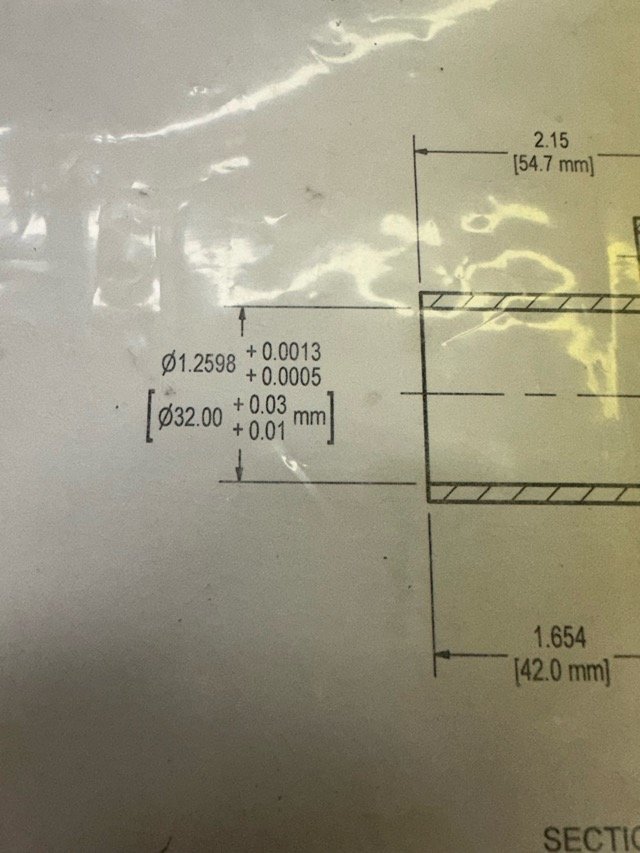 2.15
[54.7 mm]
Ø1.2598 + 0.0013
+ 0.0005
[Ø32.00 + 0.03 mm]
+ 0.01
1.654
[42.0 mm]